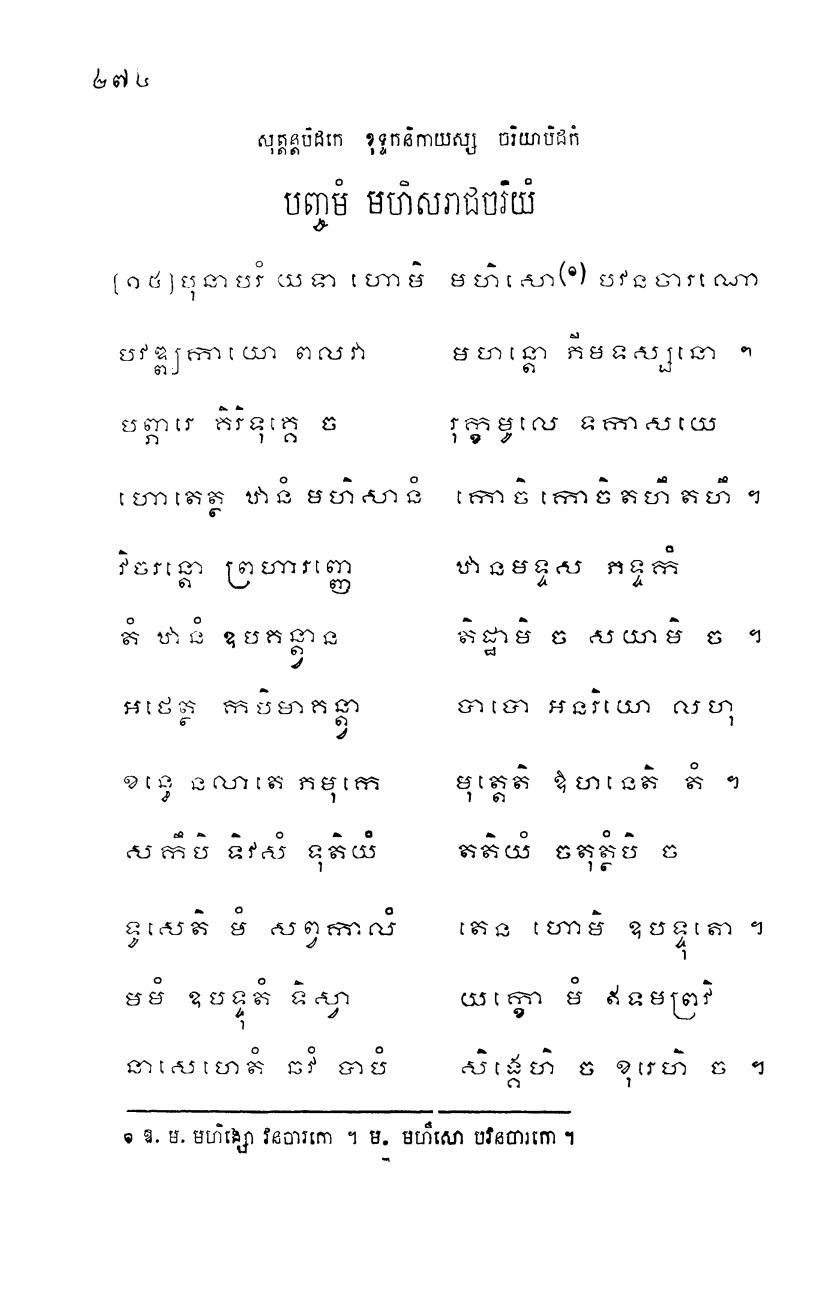 ២៧៤
សុត្តន្តបិដកេ ខុទ្ទកនិកាយស្ស ចរិយាបិដកំ
បញ្ចមំ មហិសរាជចរិយំ
[១៥] បុនាបរំ យទា ហោមិ មហិសោ(១) បវនចារណោ
បវឌ្ឍកាយោ ពលវា មហន្តោ ភីមទស្សនោ ។
បព្ភារេ គិរិទុគ្គេ ច រុក្ខមូលេ ទកាសយេ
ហោតេត្ថ ឋានំ មហិសានំ កោចិ កោចិ តហឹ តហឹ ។
វិចរន្តោ ព្រហារញ្ញេ ឋានមទ្ទស ភទ្ទកំ
តំ ឋានំ ឧបគន្ត្វាន តិដ្ឋាមិ ច សយាមិ ច ។
អថេត្ថ កបិមាគន្ត្វា បាបោ អនរិយោ លហុ
ខន្ធេ នលាតេ ភមុកេ មុត្តេតិ ឱហនេតិ តំ ។
សកឹបិ ទិវសំ ទុតិយំ តតិយំ ចតុត្ថំបិ ច
ទូសេតិ មំ សព្វកាលំ តេន ហោមិ ឧបទ្ទុតោ ។
មមំ ឧបទ្ទុតំ ទិស្វា យក្ខោ មំ ឥទមព្រវិ
នាសេហេតំ ឆវំ បាបំ សិង្គេហិ ច ខុរេហិ ច ។
១ ឱ. ម. មហិង្សោ វនចារកោ ។ ម. មហឹសោ បវនចារកោ ។